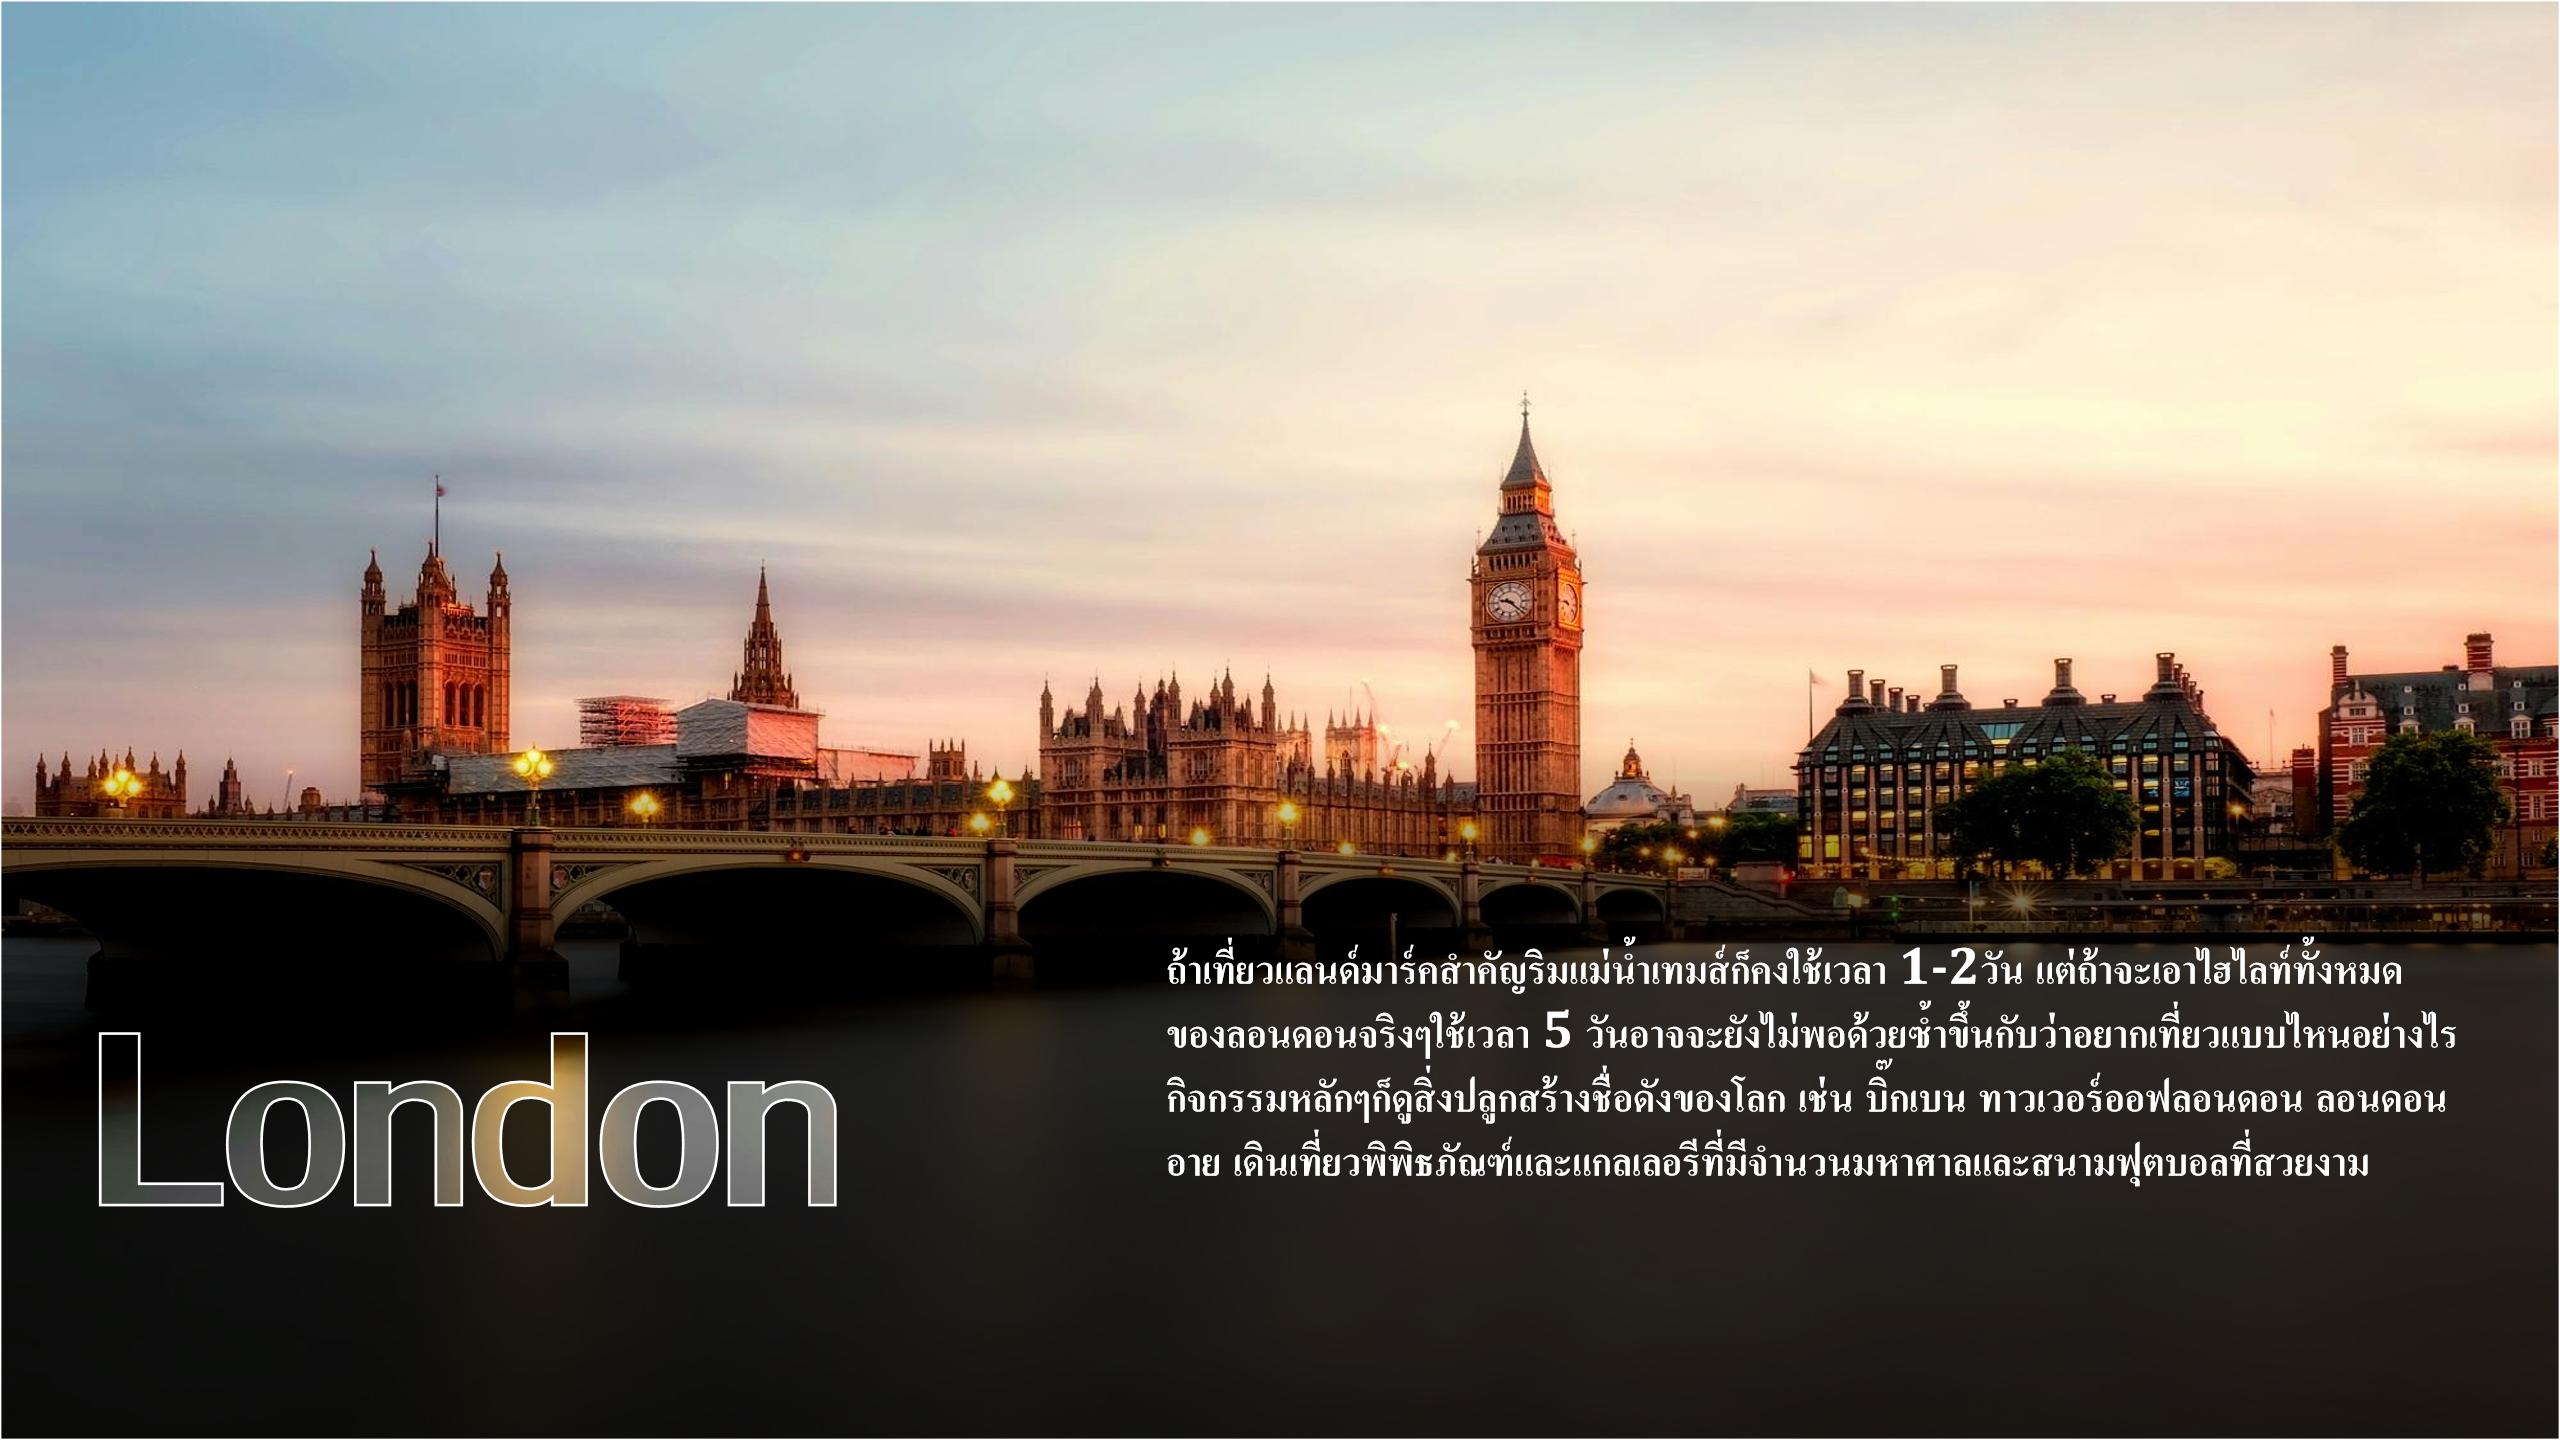 ถ้าเที่ยวแลนด์มาร์คสำคัญริมแม่น้ำเทมส์ก็คงใช้เวลา 1-2วัน แต่ถ้าจะเอาไฮไลท์ทั้งหมด
ของลอนดอนจริงๆใช้เวลา 5 วันอาจจะยังไม่พอด้วยซ้ำขึ้นกับว่าอยากเที่ยวแบบไหนอย่างไร
กิจกรรมหลักๆก็ดูสิ่งปลูกสร้างชื่อดังของโลก เช่น บิ๊กเบน ทาวเวอร์ออฟลอนดอน ลอนดอน
อาย เดินเที่ยวพิพิธภัณฑ์และแกลเลอรีที่มีจำนวนมหาศาลและสนามฟุตบอลที่สวยงาม
London